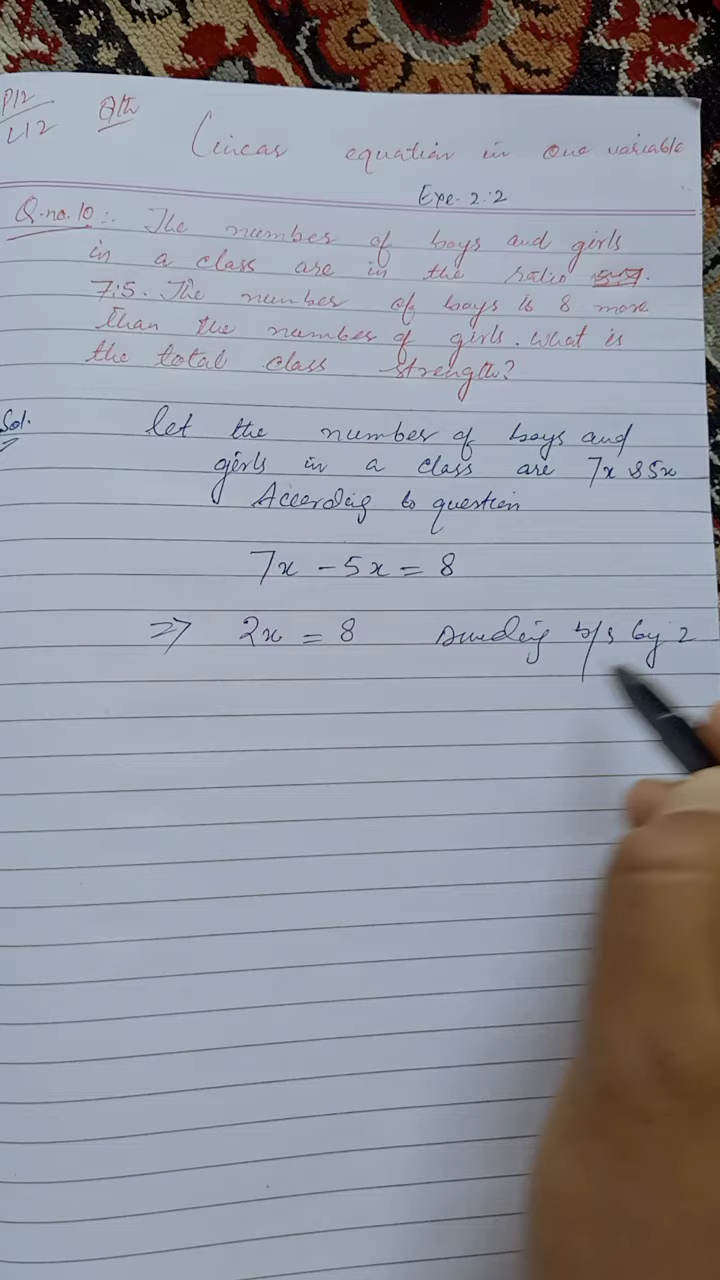 P12
L12
8th
Linear equation in one variable
Exe-2.2
Q.no.10:- The number of boys and girls
in a class are in the ratio
7:5. The number of boys is 8 more
than the number of girls. what is
the total class strength?
Sol. let the number of boys and
girls in a class are 7x & 5x
According to question
7x - 5x = 8
=> 2x = 8 Dividing b/s by 2